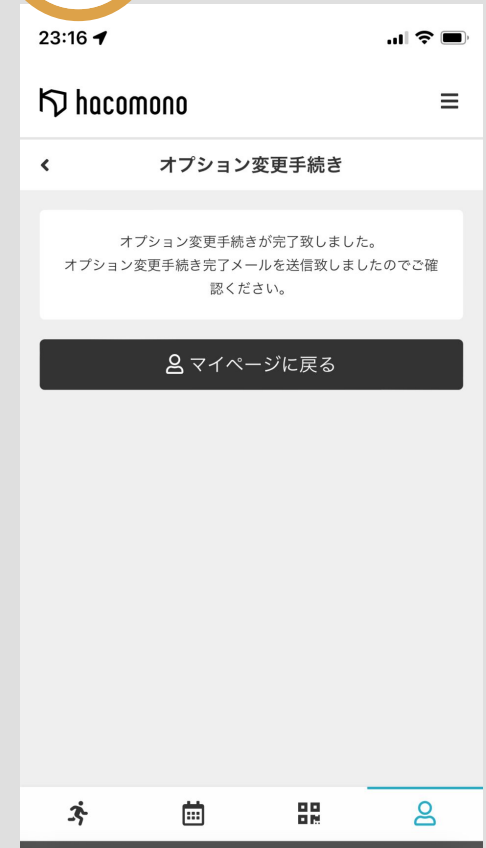 23:16
hacomono
オプション変更手続き
オプション変更手続きが完了致しました。
オプション変更手続き完了メールを送信致しましたのでご確
認ください。
マイページに戻る